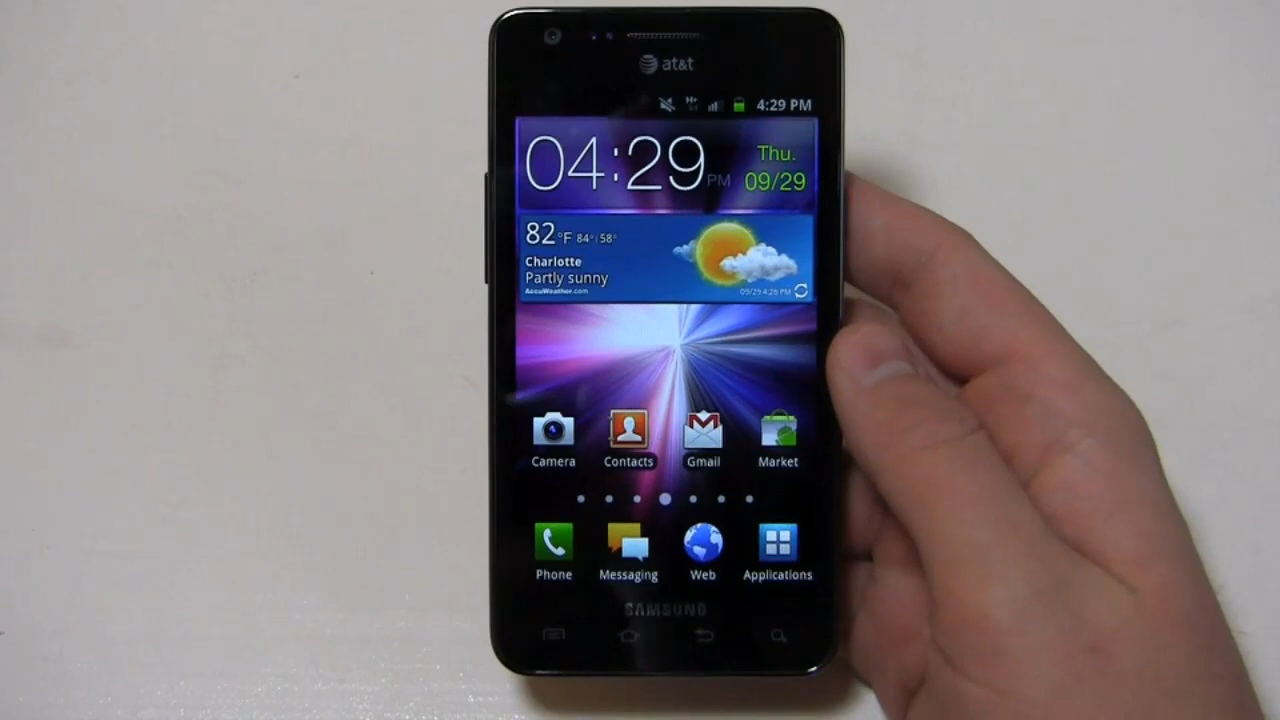 at&t
H+ 4:29 PM
04:29 PM
Thu.
09/29
82°F 84° 58°
Charlotte
Partly sunny
AccuWeather.com 09/29 4:26 PM
Camera Contacts Gmail Market
Phone Messaging Web Applications
SAMSUNG